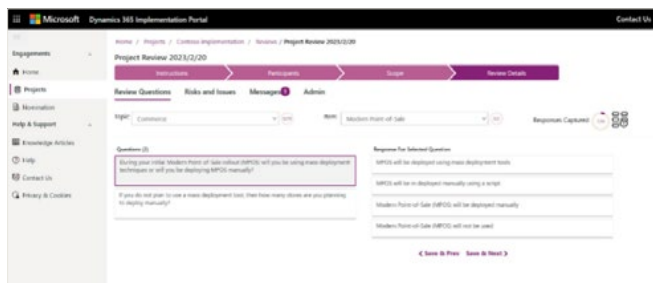 Microsoft Dynamics 365 Implementation Portal Contact Us
Home / Projects / Contoso Implementation / Reviews / Project Review 2023/2/20
Engagements
Home
Projects
Nomination
Help & Support
Knowledge Articles
Help
Contact Us
Privacy & Cookies
Project Review 2023/2/20
Instructions Participants Scope Review Details
Review Questions Risks and Issues Messages 1 Admin
Topic: Commerce
Item: Modern Point of Sale
Responses Captured
Questions (2)
During your initial Modern Point of Sale rollout (MPOS) will you be using mass deployment
techniques or will you be deploying MPOS manually?
If you do not plan to use a mass deployment tool, then how many stores are you planning
to deploy manually?
Response For Selected Question
MPOS will be deployed using mass deployment tools
MPOS will be in deployed manually using a script
Modern Point of Sale (MPOS) will be deployed manually
Modern Point of Sale (MPOS) will not be used
Save & Prev Save & Next